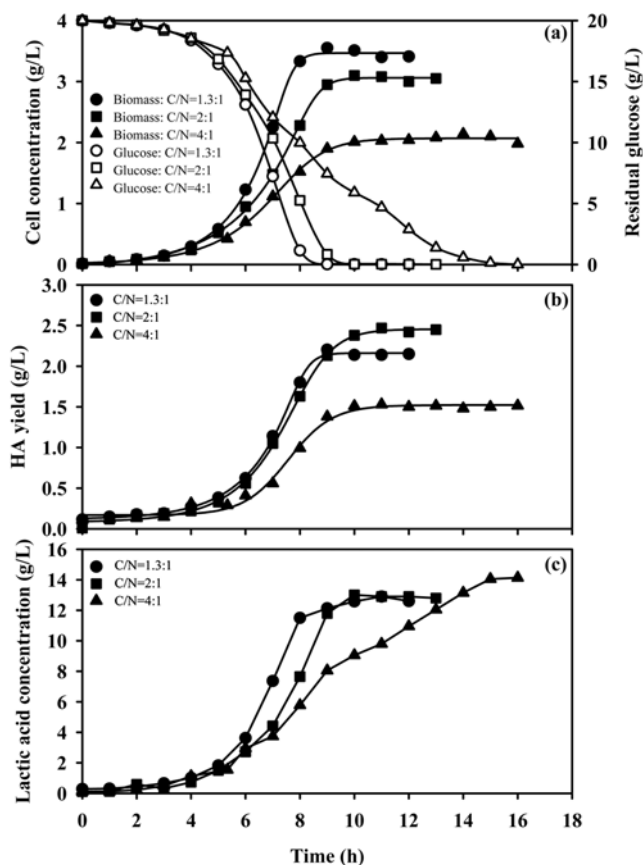 (a)
Cell concentration (g/L)
4
3
2
1
0
Biomass: C/N=1.3:1
Biomass: C/N=2:1
Biomass: C/N=4:1
Glucose: C/N=1.3:1
Glucose: C/N=2:1
Glucose: C/N=4:1
20
15
10
5
0
Residual glucose (g/L)
(b)
HA yield (g/L)
3.0
2.5
2.0
1.5
1.0
0.5
0.0
C/N=1.3:1
C/N=2:1
C/N=4:1
(c)
Lactic acid concentration (g/L)
16
14
12
10
8
6
4
2
0
C/N=1.3:1
C/N=2:1
C/N=4:1
0 2 4 6 8 10 12 14 16 18
Time (h)